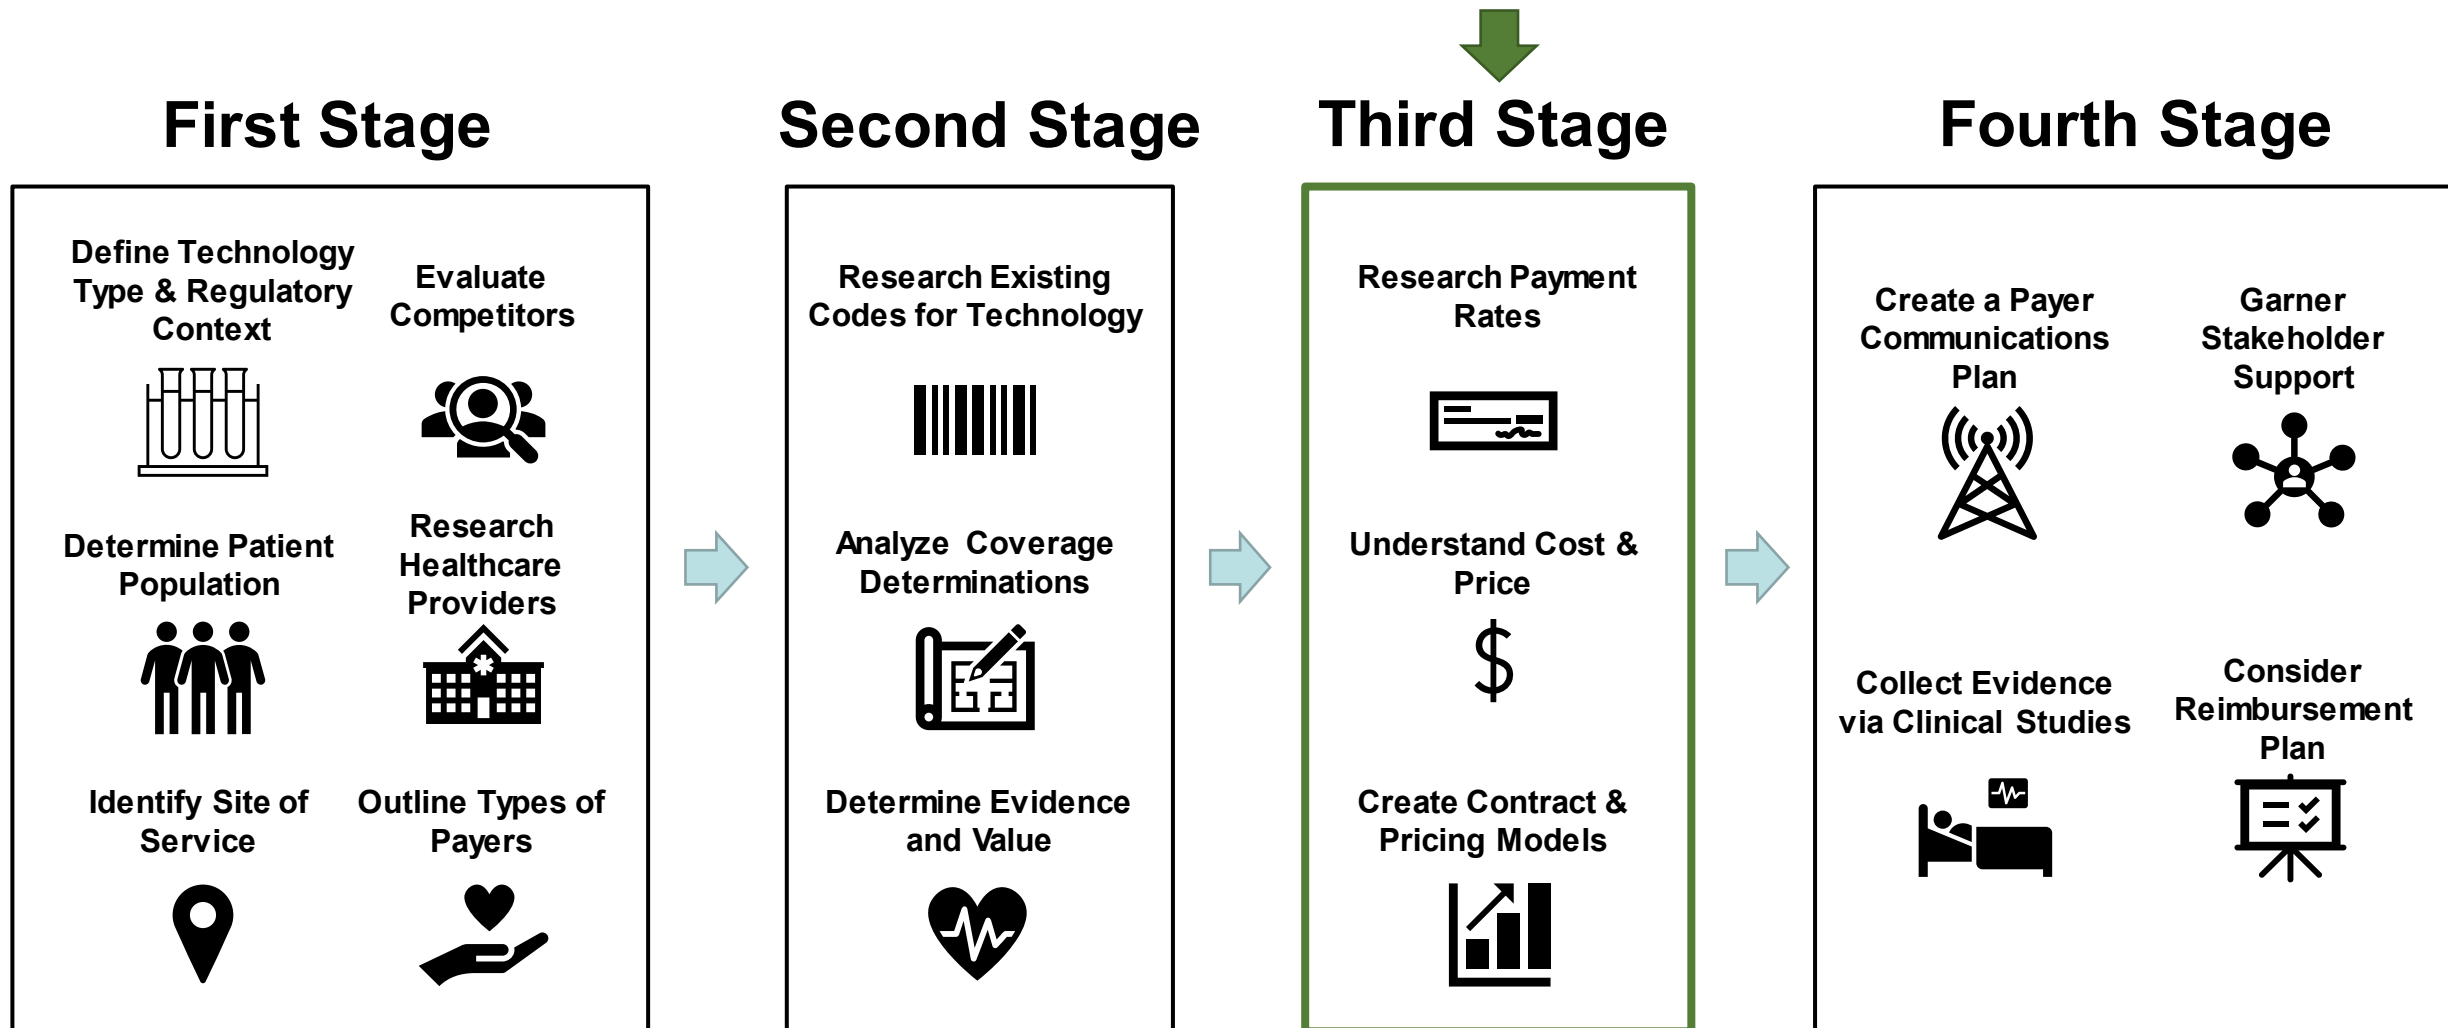 First Stage
Define Technology
Type & Regulatory
Context
Evaluate
Competitors
Determine Patient
Population
Research
Healthcare
Providers
Identify Site of
Service
Outline Types of
Payers
Second Stage
Research Existing
Codes for Technology
Analyze Coverage
Determinations
Determine Evidence
and Value
Third Stage
Research Payment
Rates
Understand Cost &
Price
$
Create Contract &
Pricing Models
Fourth Stage
Create a Payer
Communications
Plan
Garner
Stakeholder
Support
Collect Evidence
via Clinical Studies
Consider
Reimbursement
Plan